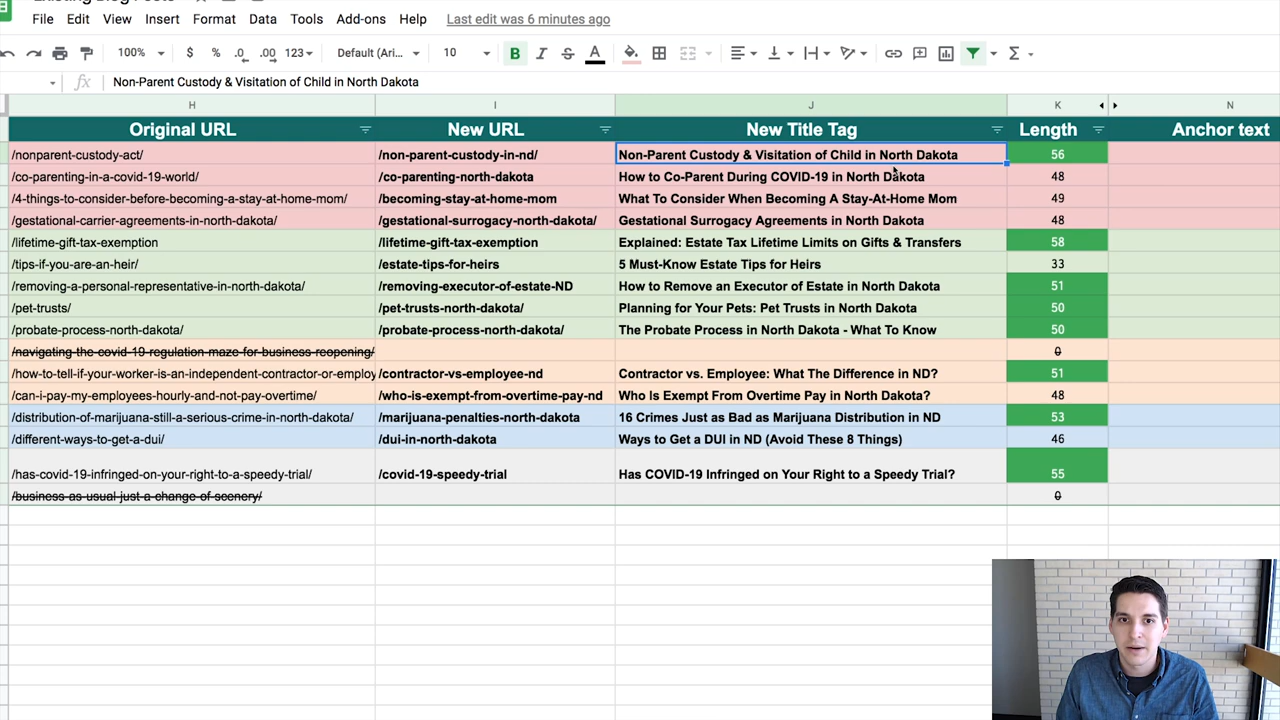 File Edit View Insert Format Data Tools Add-ons Help Last edit was 6 minutes ago
100% $ % .0 .00 123 Default (Ari... 10 B I S A Σ
fx Non-Parent Custody & Visitation of Child in North Dakota
H I J K N
Original URL New URL New Title Tag Length Anchor text
/nonparent-custody-act/ /non-parent-custody-in-nd/ Non-Parent Custody & Visitation of Child in North Dakota 56
/co-parenting-in-a-covid-19-world/ /co-parenting-north-dakota How to Co-Parent During COVID-19 in North Dakota 48
/4-things-to-consider-before-becoming-a-stay-at-home-mom/ /becoming-stay-at-home-mom What To Consider When Becoming A Stay-At-Home Mom 49
/gestational-carrier-agreements-in-north-dakota/ /gestational-surrogacy-north-dakota/ Gestational Surrogacy Agreements in North Dakota 48
/lifetime-gift-tax-exemption /lifetime-gift-tax-exemption Explained: Estate Tax Lifetime Limits on Gifts & Transfers 58
/tips-if-you-are-an-heir/ /estate-tips-for-heirs 5 Must-Know Estate Tips for Heirs 33
/removing-a-personal-representative-in-north-dakota/ /removing-executor-of-estate-ND How to Remove an Executor of Estate in North Dakota 51
/pet-trusts/ /pet-trusts-north-dakota/ Planning for Your Pets: Pet Trusts in North Dakota 50
/probate-process-north-dakota/ /probate-process-north-dakota/ The Probate Process in North Dakota - What To Know 50
/navigating-the-covid-19-regulation-maze-for-business-reopening/ 0
/how-to-tell-if-your-worker-is-an-independent-contractor-or-employ /contractor-vs-employee-nd Contractor vs. Employee: What The Difference in ND? 51
/can-i-pay-my-employees-hourly-and-not-pay-overtime/ /who-is-exempt-from-overtime-pay-nd Who Is Exempt From Overtime Pay in North Dakota? 48
/distribution-of-marijuana-still-a-serious-crime-in-north-dakota/ /marijuana-penalties-north-dakota 16 Crimes Just as Bad as Marijuana Distribution in ND 53
/different-ways-to-get-a-dui/ /dui-in-north-dakota Ways to Get a DUI in ND (Avoid These 8 Things) 46
/has-covid-19-infringed-on-your-right-to-a-speedy-trial/ /covid-19-speedy-trial Has COVID-19 Infringed on Your Right to a Speedy Trial? 55
/business-as-usual-just-a-change-of-scenery/ 0